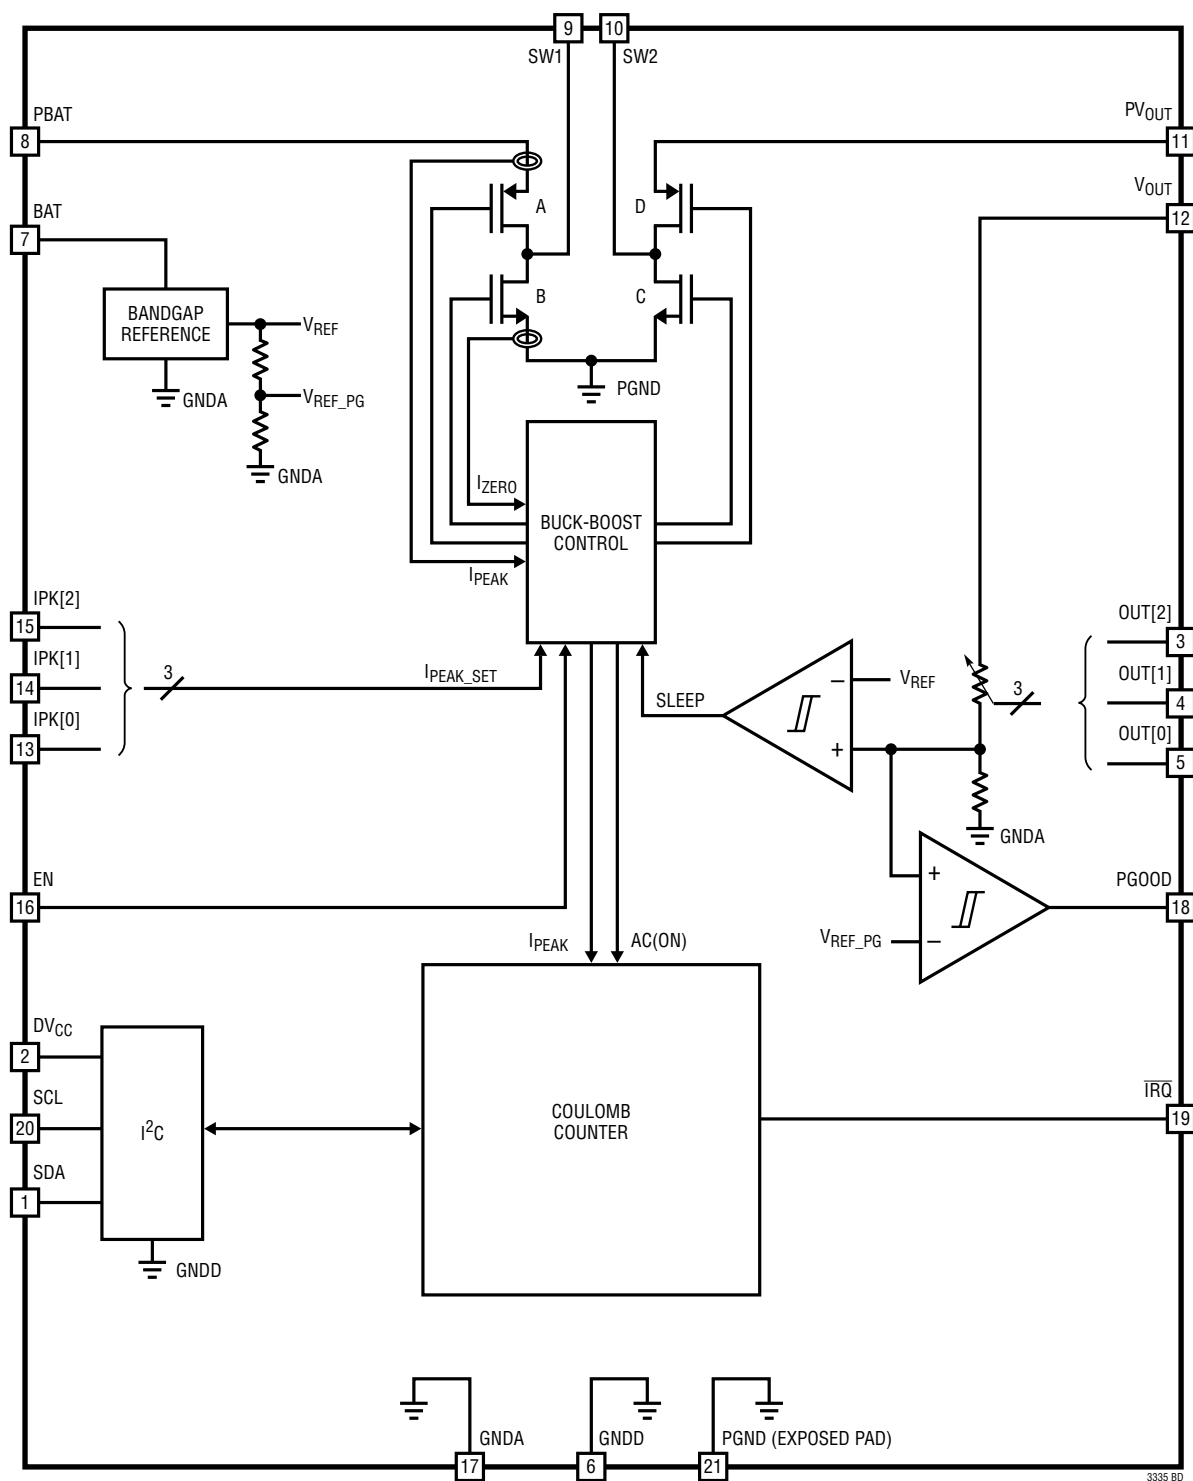 9
10
SW1
SW2
PBAT
8
PVOUT
11
BAT
7
VOUT
12
A
D
B
C
BANDGAP
REFERENCE
VREF
GNDA
VREF_PG
GNDA
PGND
IZERO
BUCK-BOOST
CONTROL
IPEAK
IPK[2]
15
IPK[1]
14
IPK[0]
13
3
IPEAK_SET
SLEEP
−
+
VREF
3
OUT[2]
3
OUT[1]
4
OUT[0]
5
GNDA
EN
16
+
−
VREF_PG
PGOOD
18
IPEAK
AC(ON)
DVCC
2
SCL
20
SDA
1
I²C
GNDD
COULOMB
COUNTER
I̅R̅Q̅
19
GNDA
17
GNDD
6
PGND (EXPOSED PAD)
21
3335 BD